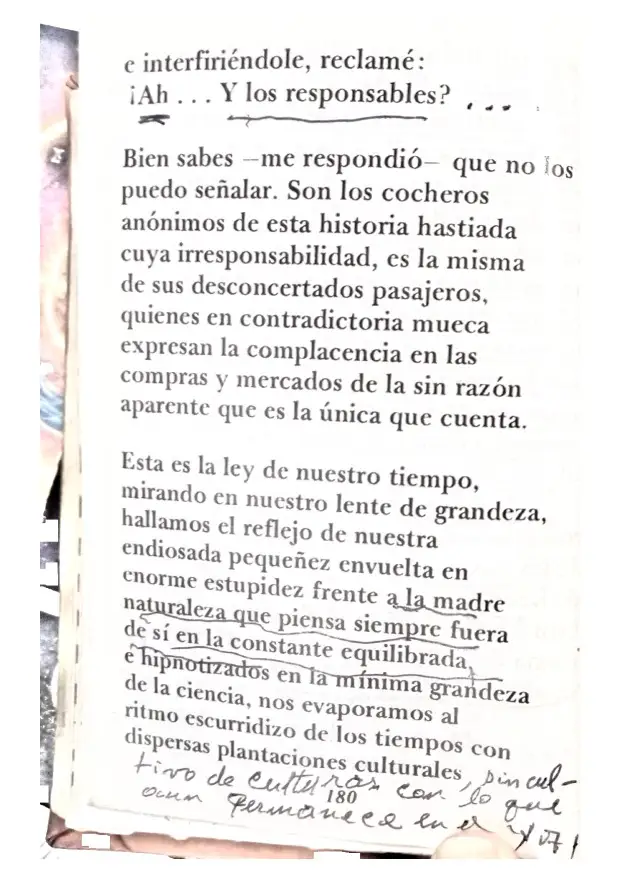 e interfiriéndole, reclamé:
¡Ah ... Y los responsables? ....
Bien sabes —me respondió— que no los
puedo señalar. Son los cocheros
anónimos de esta historia hastiada
cuya irresponsabilidad, es la misma
de sus desconcertados pasajeros,
quienes en contradictoria mueca
expresan la complacencia en las
compras y mercados de la sin razón
aparente que es la única que cuenta.
Esta es la ley de nuestro tiempo,
mirando en nuestro lente de grandeza,
hallamos el reflejo de nuestra
endiosada pequeñez envuelta en
enorme estupidez frente a la madre
naturaleza que piensa siempre fuera
de sí en la constante equilibrada,
e hipnotizados en la mínima grandeza
de la ciencia, nos evaporamos al
ritmo escurridizo de los tiempos con
dispersas plantaciones culturales, sin cul-
tivo de culturas con lo que
180
permanece en el